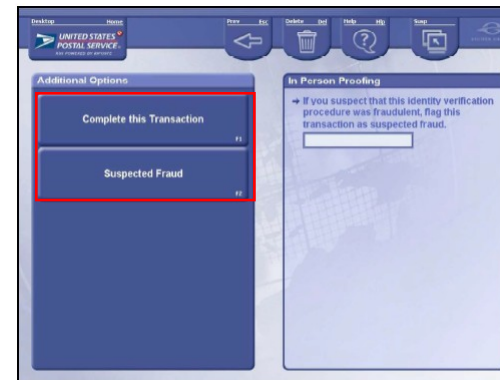 Desktop Home
Prev Esc
Delete Del
Help Hlp
Susp
UNITED STATES
POSTAL SERVICE
Additional Options
Complete this Transaction
F1
Suspected Fraud
F2
In Person Proofing
→ If you suspect that this identity verification
procedure was fraudulent, flag this
transaction as suspected fraud.